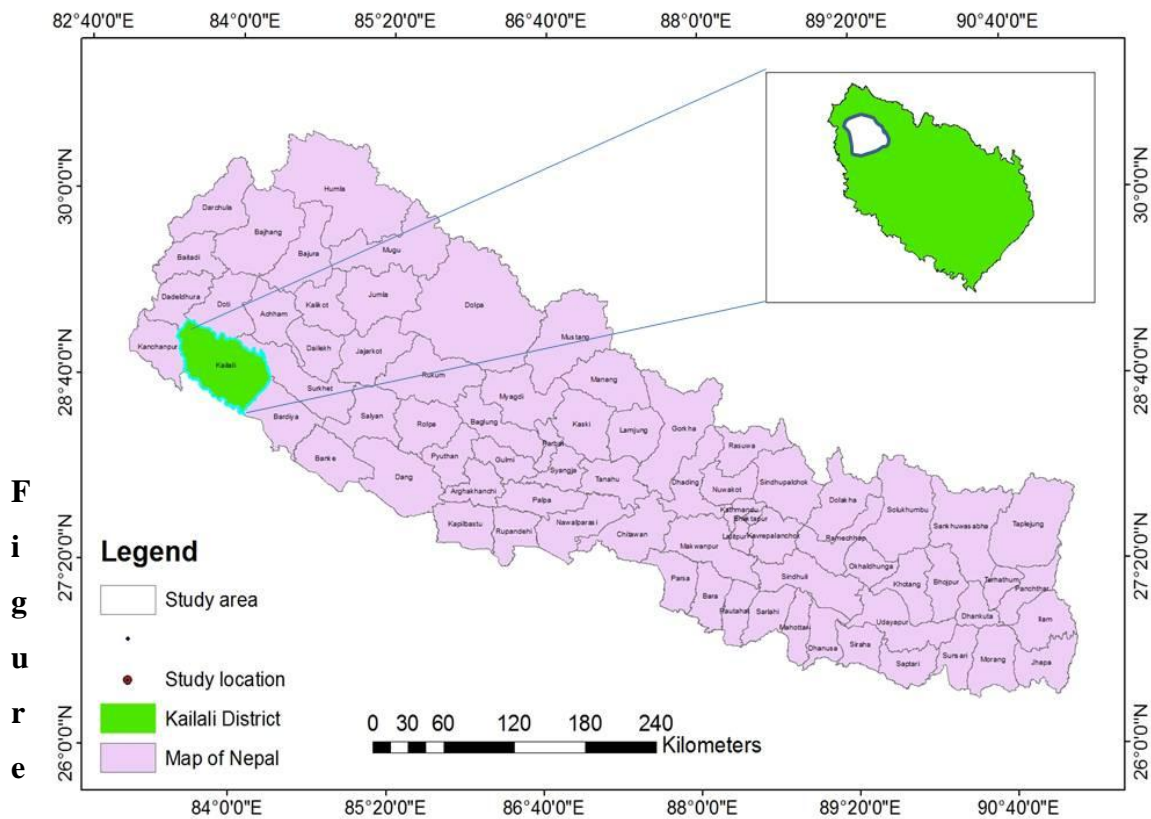 82°40'0"E 84°0'0"E 85°20'0"E 86°40'0"E 88°0'0"E 89°20'0"E 90°40'0"E
30°0'0"N
28°40'0"N
27°20'0"N
26°0'0"N
30°0'0"N
28°40'0"N
27°20'0"N
26°0'0"N
Humla
Darchula
Bajhang
Mugu
Bajura
Baitadi
Dadeldhura
Doti
Jumla
Kalikot
Dolpa
Achham
Mustang
Kanchanpur
Dailekh
Jajarkot
Kailali
Rukum
Manang
Surkhet
Myagdi
Bardiya
Salyan
Rolpa
Baglung
Kaski
Lamjung
Gorkha
Parbat
Rasuwa
Banke
Pyuthan
Gulmi
Syangja
Sindhupalchok
Dang
Tanahu
Dhading
Nuwakot
Arghakhanchi
Palpa
Dolakha
Solukhumbu
Sankhuwasabha
Taplejung
Kapilbastu
Rupandehi
Nawalparasi
Chitawan
Kathmandu
Bhaktapur
Lalitpur
Kavrepalanchok
Ramechhap
Makwanpur
Okhaldhunga
Parsa
Sindhuli
Khotang
Bhojpur
Terhathum
Panchthar
Bara
Rautahat
Sarlahi
Mahottari
Udayapur
Dhankuta
Ilam
Dhanusa
Siraha
Saptari
Sunsari
Morang
Jhapa
F
i
g
u
r
e
Legend
Study area
Study location
Kailali District
Map of Nepal
0 30 60 120 180 240
Kilometers
84°0'0"E 85°20'0"E 86°40'0"E 88°0'0"E 89°20'0"E 90°40'0"E